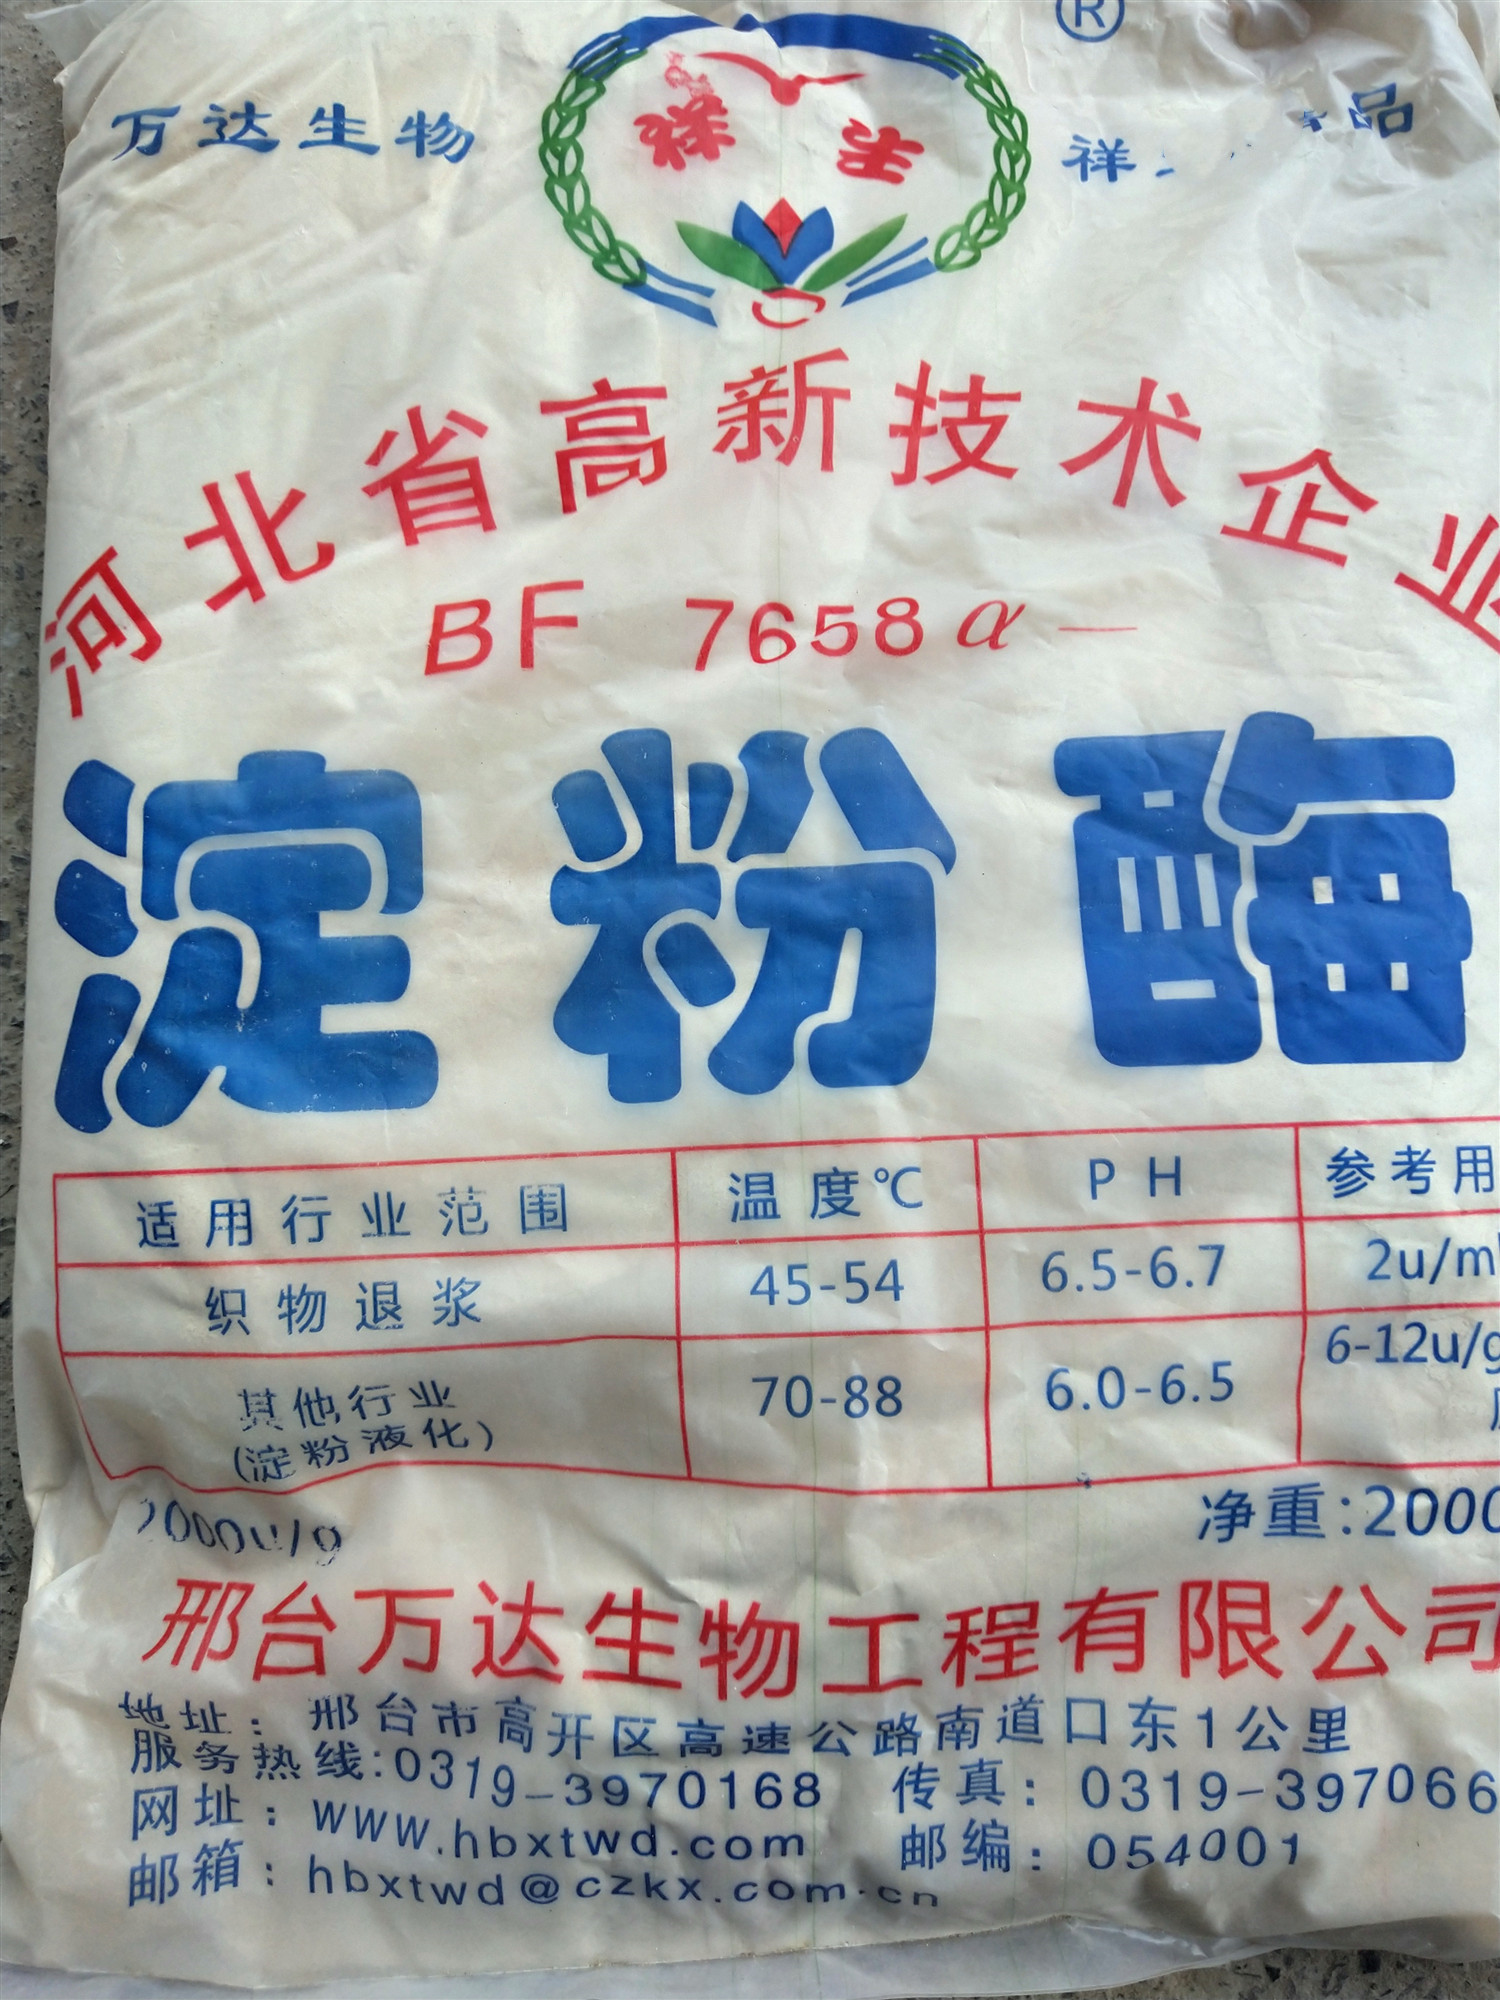 ®
万达生物
祥 品
祥 生
河北省高新技术企业
BF 7658 α —
淀粉酶
适用行业范围 温度℃ PH 参考用
织物退浆 45-54 6.5-6.7 2u/ml
其他行业 70-88 6.0-6.5 6-12u/g
(淀粉液化)
2000u/g 净重:2000
邢台万达生物工程有限公司
地址：邢台市高开区高速公路南道口东1公里
服务热线:0319-3970168 传真：0319-397066
网址：www.hbxtwd.com 邮编：054001
邮箱：hbxtwd@czkx.com.cn